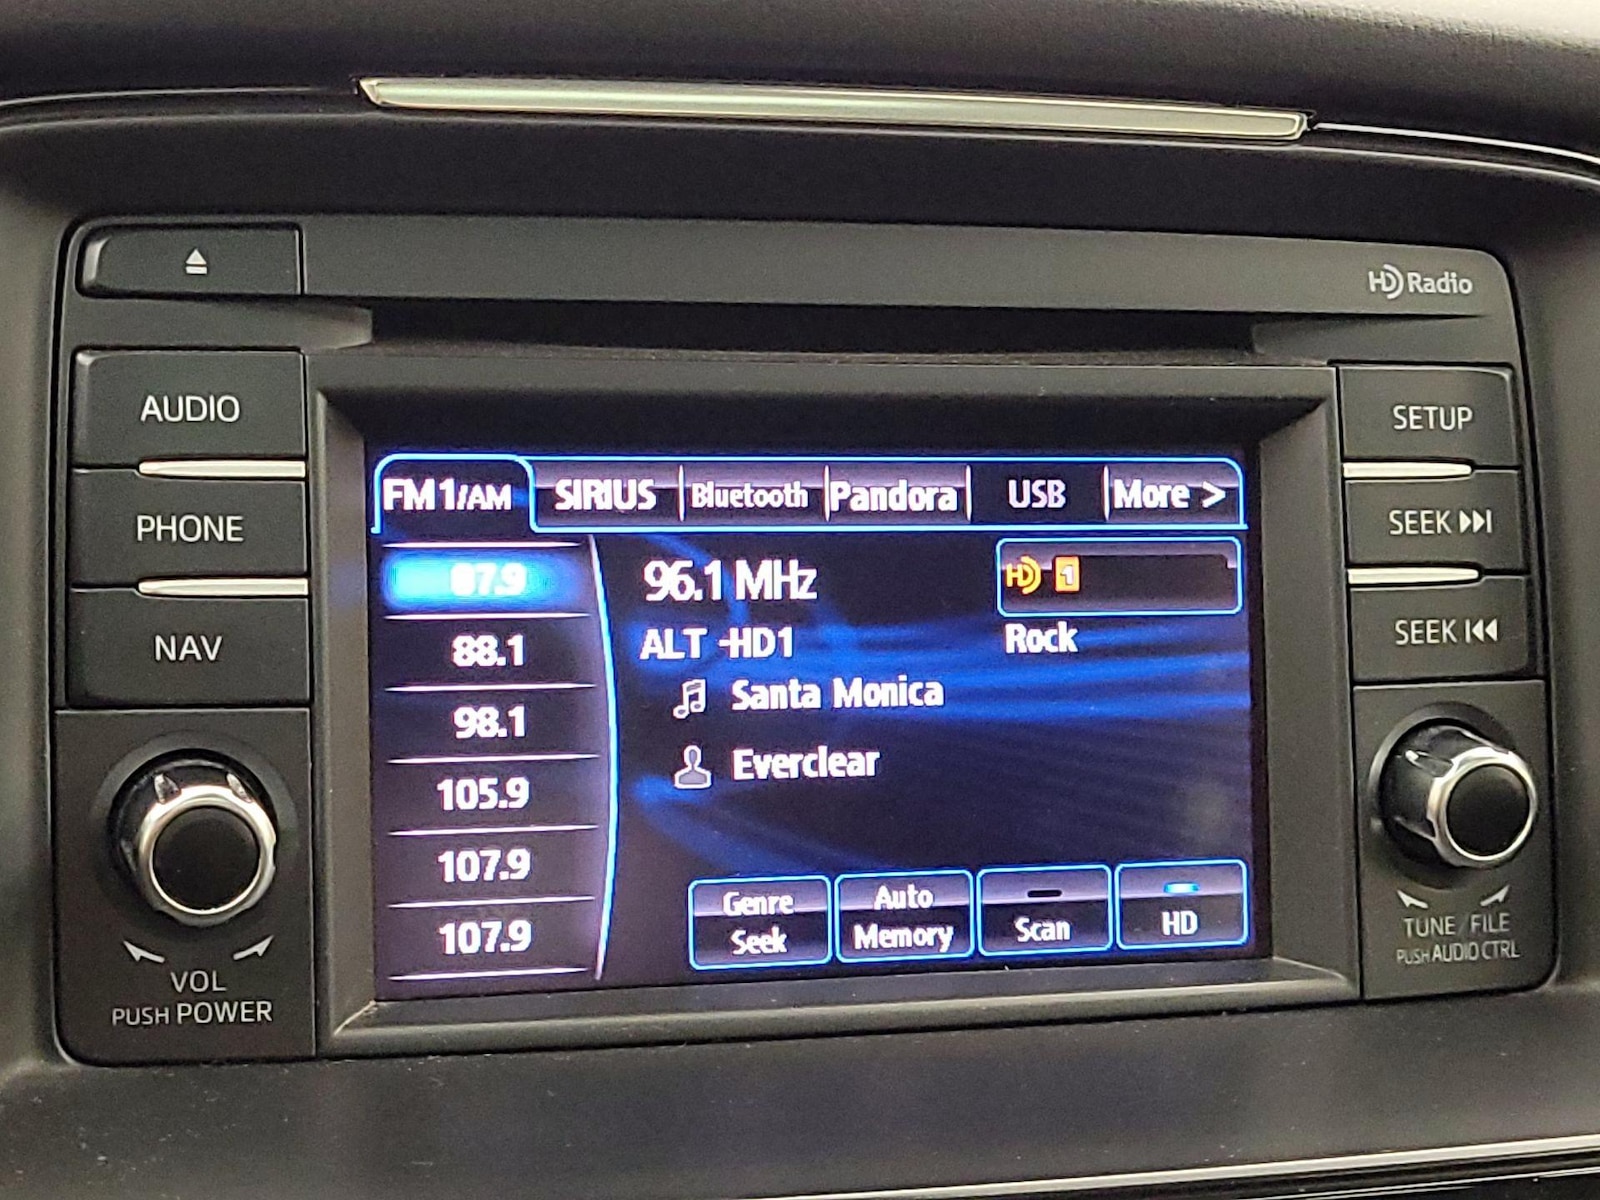 HD Radio
AUDIO
PHONE
NAV
VOL
PUSH POWER
FM1/AM
SIRIUS
Bluetooth
Pandora
USB
More >
87.9
88.1
98.1
105.9
107.9
107.9
96.1 MHz
HD 1
ALT -HD1
Rock
Santa Monica
Everclear
Genre
Seek
Auto
Memory
Scan
HD
SETUP
SEEK
SEEK
TUNE / FILE
PUSH AUDIO CTRL